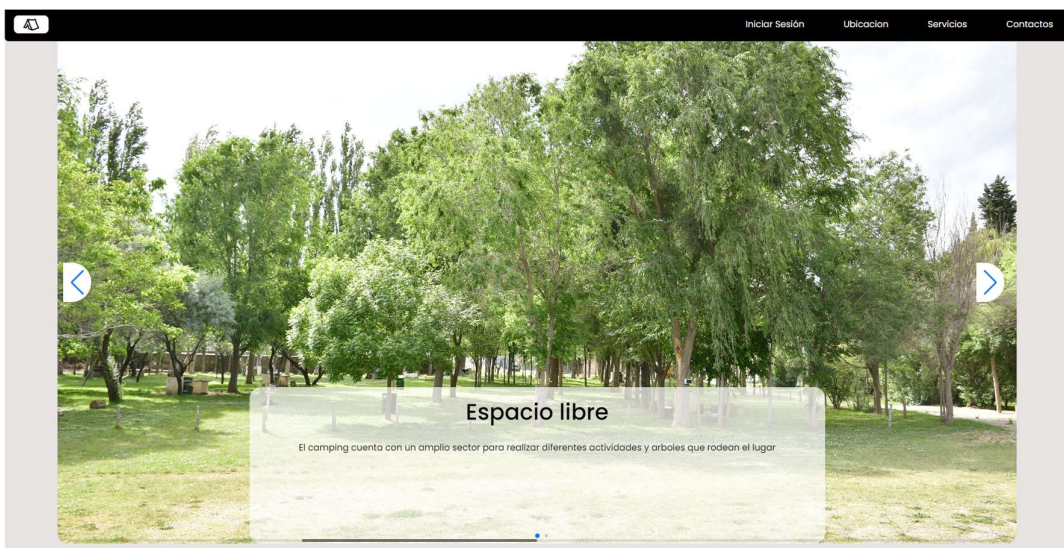 Iniciar Sesión Ubicacion Servicios Contactos
Espacio libre
El camping cuenta con un amplio sector para realizar diferentes actividades y arboles que rodean el lugar